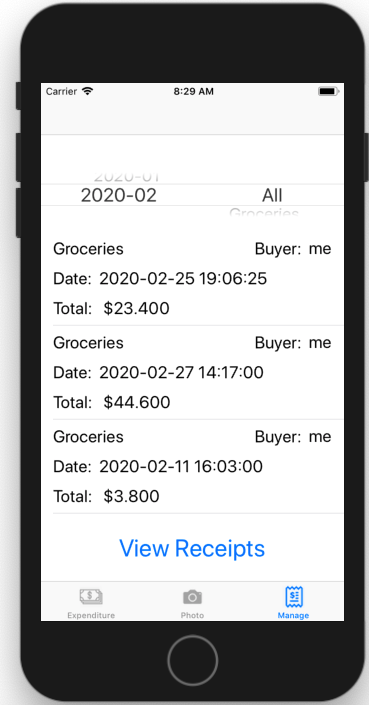 Carrier 8:29 AM
2020-01
2020-02 All
Groceries
Groceries Buyer: me
Date: 2020-02-25 19:06:25
Total: $23.400
Groceries Buyer: me
Date: 2020-02-27 14:17:00
Total: $44.600
Groceries Buyer: me
Date: 2020-02-11 16:03:00
Total: $3.800
View Receipts
Expenditure Photo Manage